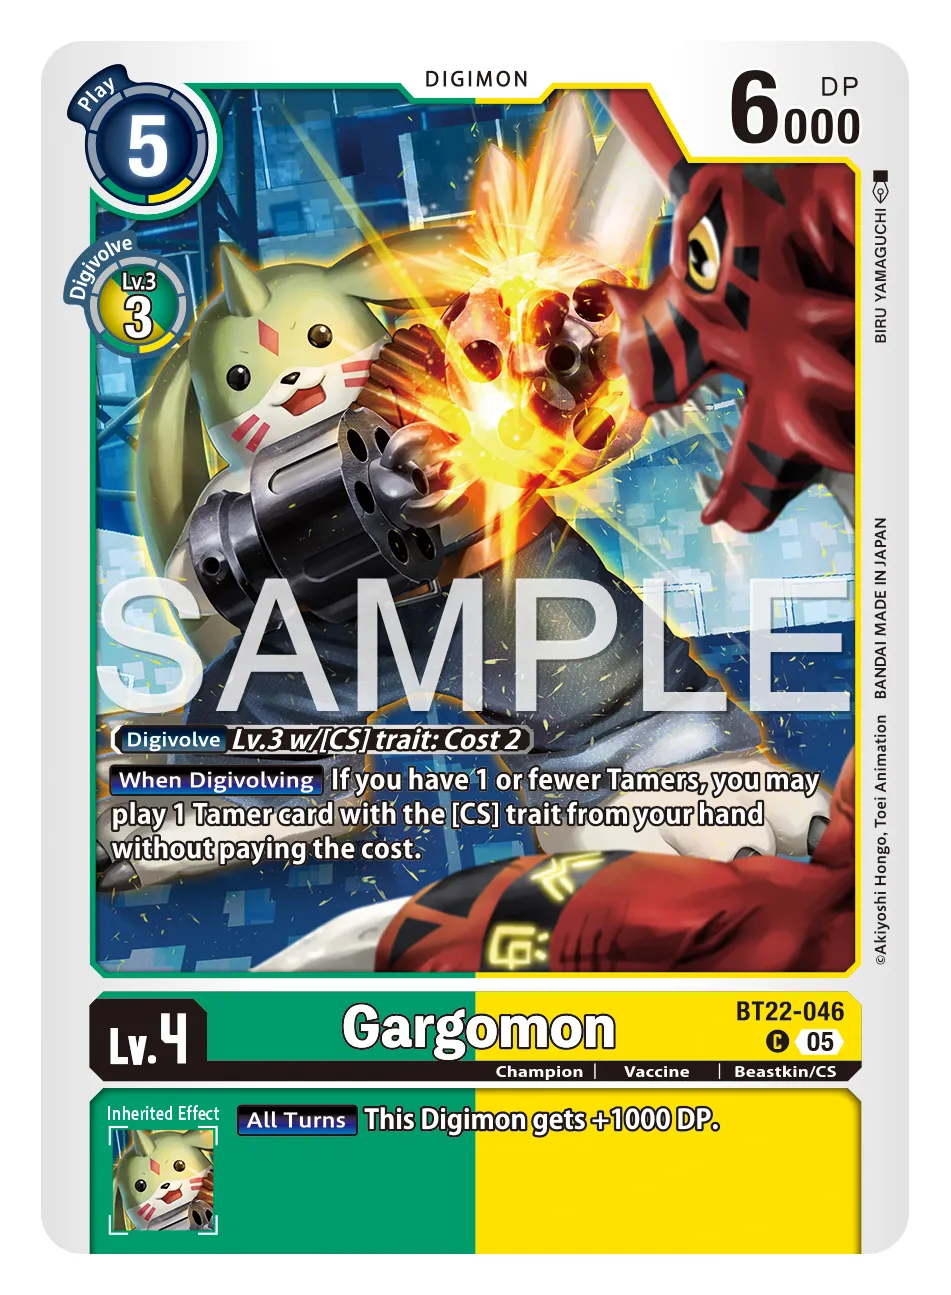 DIGIMON
Play
5
DP
6000
Digivolve
Lv.3
3
BIRU YAMAGUCHI
BANDAI MADE IN JAPAN
©Akiyoshi Hongo, Toei Animation
SAMPLE
Digivolve Lv.3 w/[CS] trait: Cost 2
When Digivolving If you have 1 or fewer Tamers, you may
play 1 Tamer card with the [CS] trait from your hand
without paying the cost.
Lv.4
Gargomon
BT22-046
C 05
Champion | Vaccine | Beastkin/CS
Inherited Effect
All Turns This Digimon gets +1000 DP.